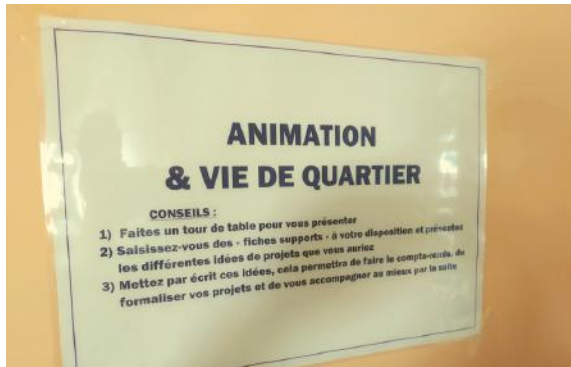 ANIMATION
& VIE DE QUARTIER
CONSEILS :
1) Faites un tour de table pour vous présenter
2) Saisissez-vous des - fiches supports - à votre disposition et présentez
les différentes idées de projets que vous auriez
3) Mettez par écrit ces idées, cela permettra de faire le compte-rendu, de
formaliser vos projets et de vous accompagner au mieux par la suite